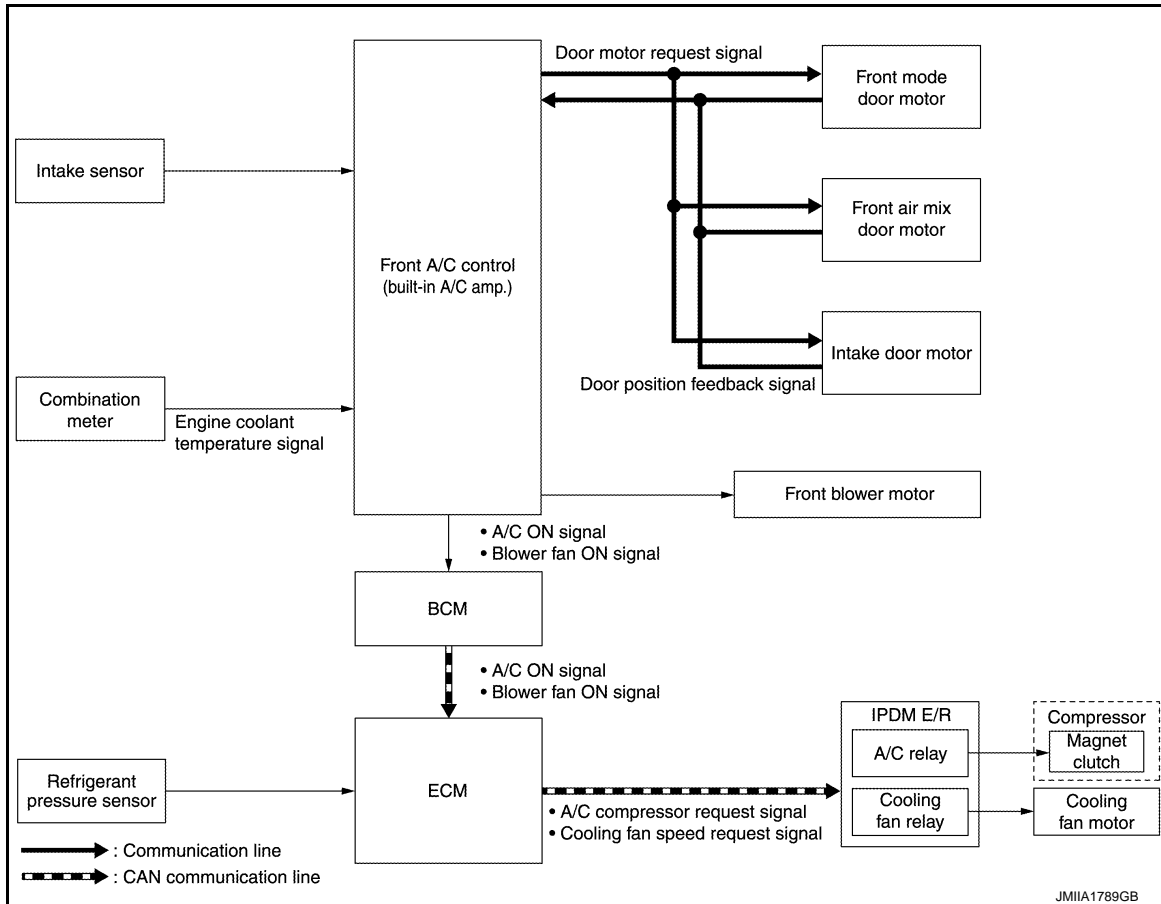 Door motor request signal
Front mode
door motor
Intake sensor
Front air mix
door motor
Front A/C control
(built-in A/C amp.)
Intake door motor
Door position feedback signal
Combination
meter
Engine coolant
temperature signal
Front blower motor
• A/C ON signal
• Blower fan ON signal
BCM
• A/C ON signal
• Blower fan ON signal
IPDM E/R
Compressor
A/C relay
Magnet
clutch
Refrigerant
pressure sensor
ECM
• A/C compressor request signal
• Cooling fan speed request signal
Cooling
fan relay
Cooling
fan motor
: Communication line
: CAN communication line
JMIIA1789GB